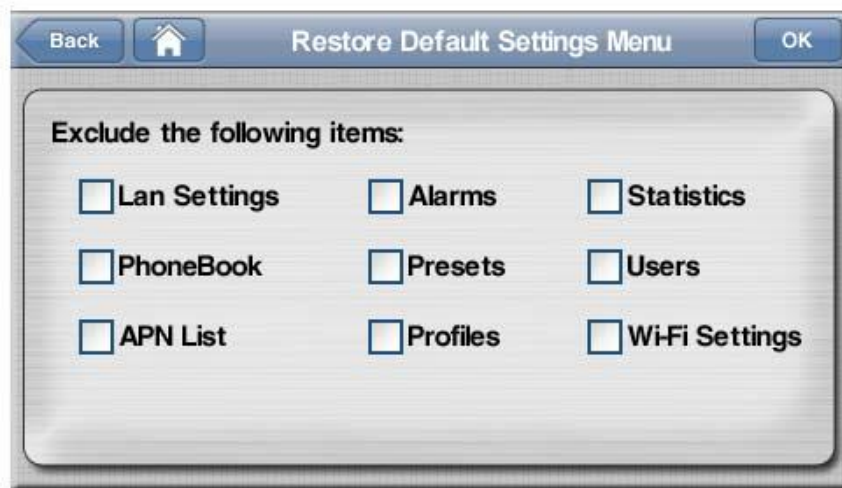 Back Restore Default Settings Menu OK
Exclude the following items:
Lan Settings Alarms Statistics
PhoneBook Presets Users
APN List Profiles Wi-Fi Settings